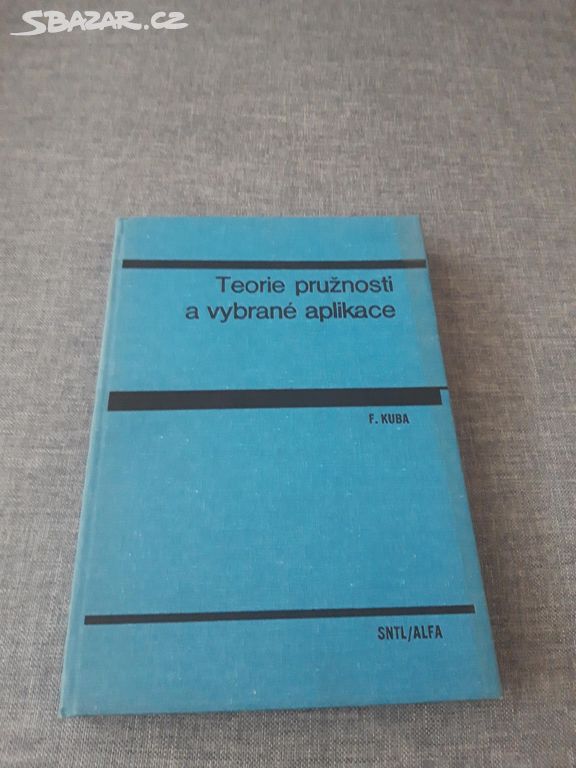 SBAZAR.CZ
Teorie pružnosti
a vybrané aplikace
F. KUBA
SNTL/ALFA